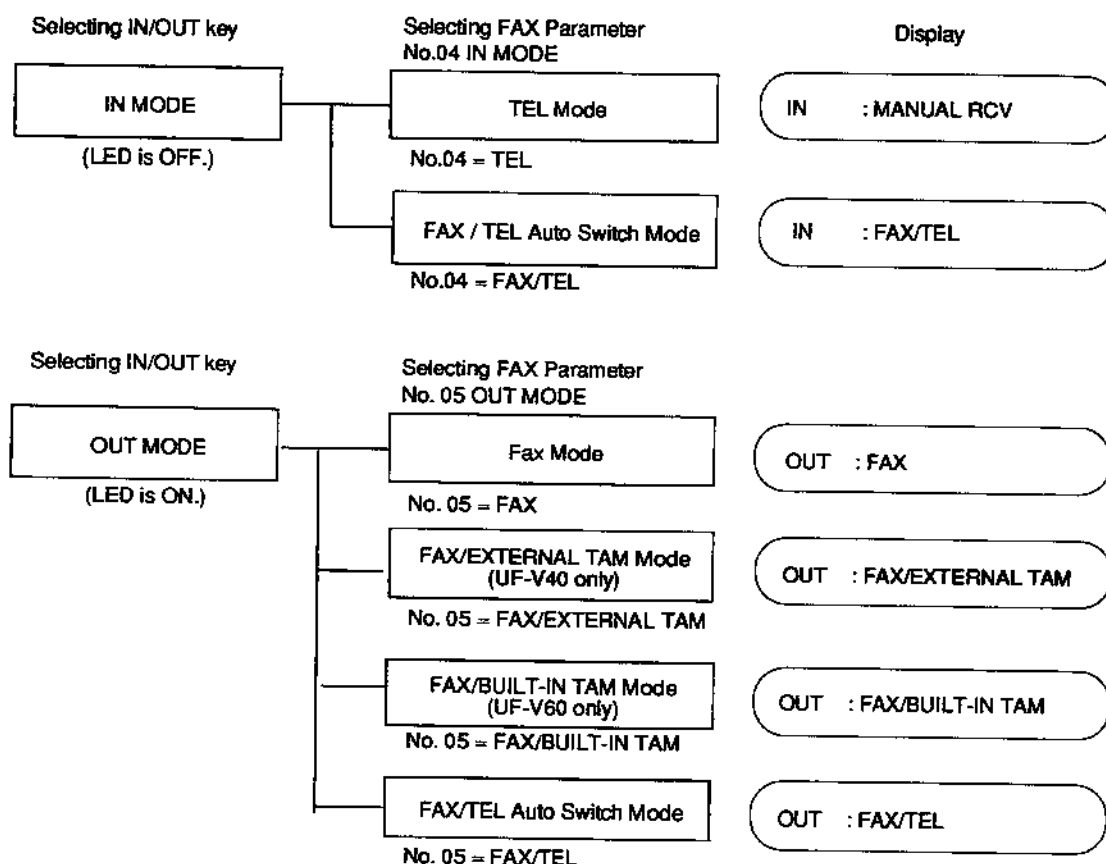 Selecting IN/OUT key
Selecting FAX Parameter
No.04 IN MODE
Display
IN MODE
(LED is OFF.)
TEL Mode
No.04 = TEL
IN : MANUAL RCV
FAX / TEL Auto Switch Mode
No.04 = FAX/TEL
IN : FAX/TEL
Selecting IN/OUT key
Selecting FAX Parameter
No. 05 OUT MODE
OUT MODE
(LED is ON.)
Fax Mode
No. 05 = FAX
OUT : FAX
FAX/EXTERNAL TAM Mode
(UF-V40 only)
No. 05 = FAX/EXTERNAL TAM
OUT : FAX/EXTERNAL TAM
FAX/BUILT-IN TAM Mode
(UF-V60 only)
No. 05 = FAX/BUILT-IN TAM
OUT : FAX/BUILT-IN TAM
FAX/TEL Auto Switch Mode
No. 05 = FAX/TEL
OUT : FAX/TEL